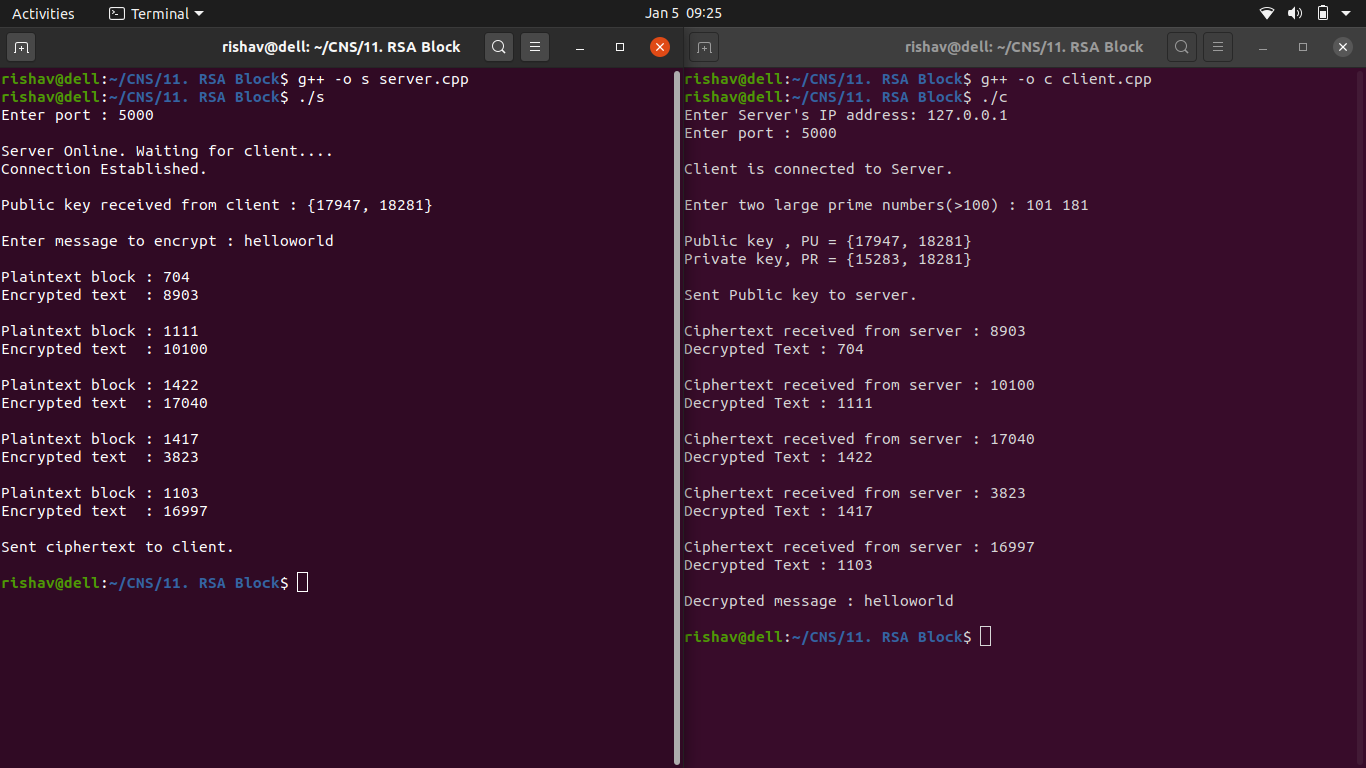 Activities Terminal Jan 5 09:25
rishav@dell: ~/CNS/11. RSA Block
rishav@dell:~/CNS/11. RSA Block$ g++ -o s server.cpp
rishav@dell:~/CNS/11. RSA Block$ ./s
Enter port : 5000
Server Online. Waiting for client....
Connection Established.
Public key received from client : {17947, 18281}
Enter message to encrypt : helloworld
Plaintext block : 704
Encrypted text  : 8903
Plaintext block : 1111
Encrypted text  : 10100
Plaintext block : 1422
Encrypted text  : 17040
Plaintext block : 1417
Encrypted text  : 3823
Plaintext block : 1103
Encrypted text  : 16997
Sent ciphertext to client.
rishav@dell:~/CNS/11. RSA Block$
rishav@dell: ~/CNS/11. RSA Block
rishav@dell:~/CNS/11. RSA Block$ g++ -o c client.cpp
rishav@dell:~/CNS/11. RSA Block$ ./c
Enter Server's IP address: 127.0.0.1
Enter port : 5000
Client is connected to Server.
Enter two large prime numbers(>100) : 101 181
Public key , PU = {17947, 18281}
Private key, PR = {15283, 18281}
Sent Public key to server.
Ciphertext received from server : 8903
Decrypted Text : 704
Ciphertext received from server : 10100
Decrypted Text : 1111
Ciphertext received from server : 17040
Decrypted Text : 1422
Ciphertext received from server : 3823
Decrypted Text : 1417
Ciphertext received from server : 16997
Decrypted Text : 1103
Decrypted message : helloworld
rishav@dell:~/CNS/11. RSA Block$